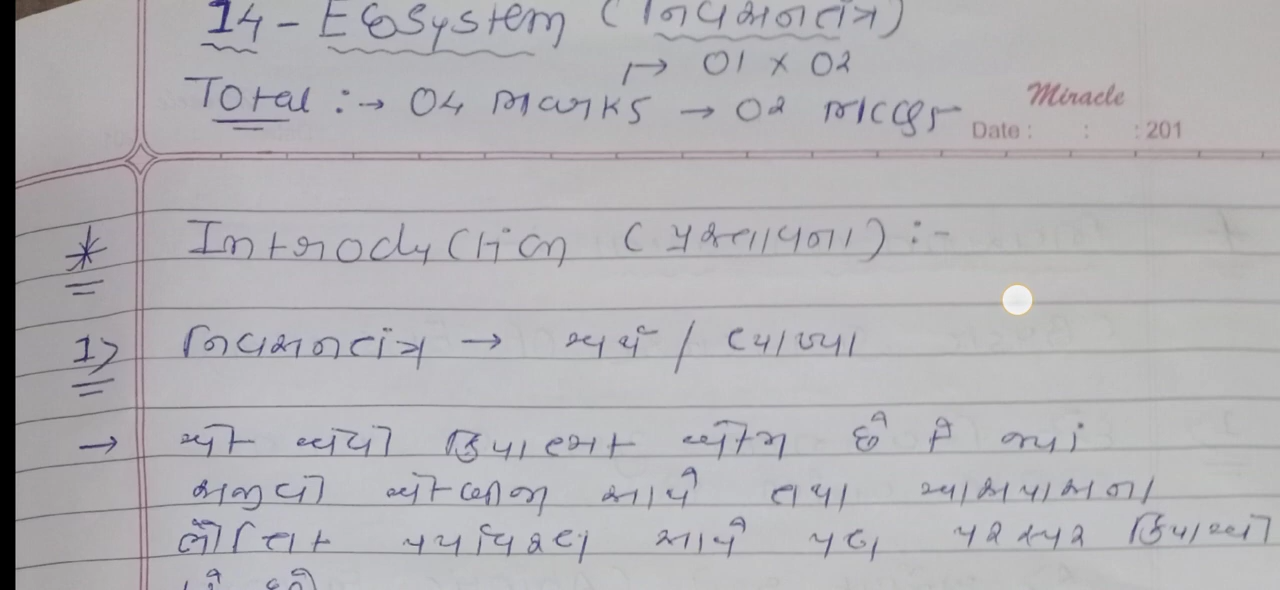 14 - Ecosystem (નિવસનતંત્ર)
↦ 01 x 02
Total :→ 04 marks → 02 mcqs
Miracle
Date : : : 201
* Introduction (પ્રસ્તાવના) :-
1> નિવસનતંત્ર → અર્થ / વ્યાખ્યા
→ એક એવો ક્રિયાત્મક એકમ છે કે જ્યાં
સજીવો એકબીજા સાથે તથા આસપાસના
ભૌતિક પર્યાવરણ સાથે પણ પરસ્પર ક્રિયાઓ